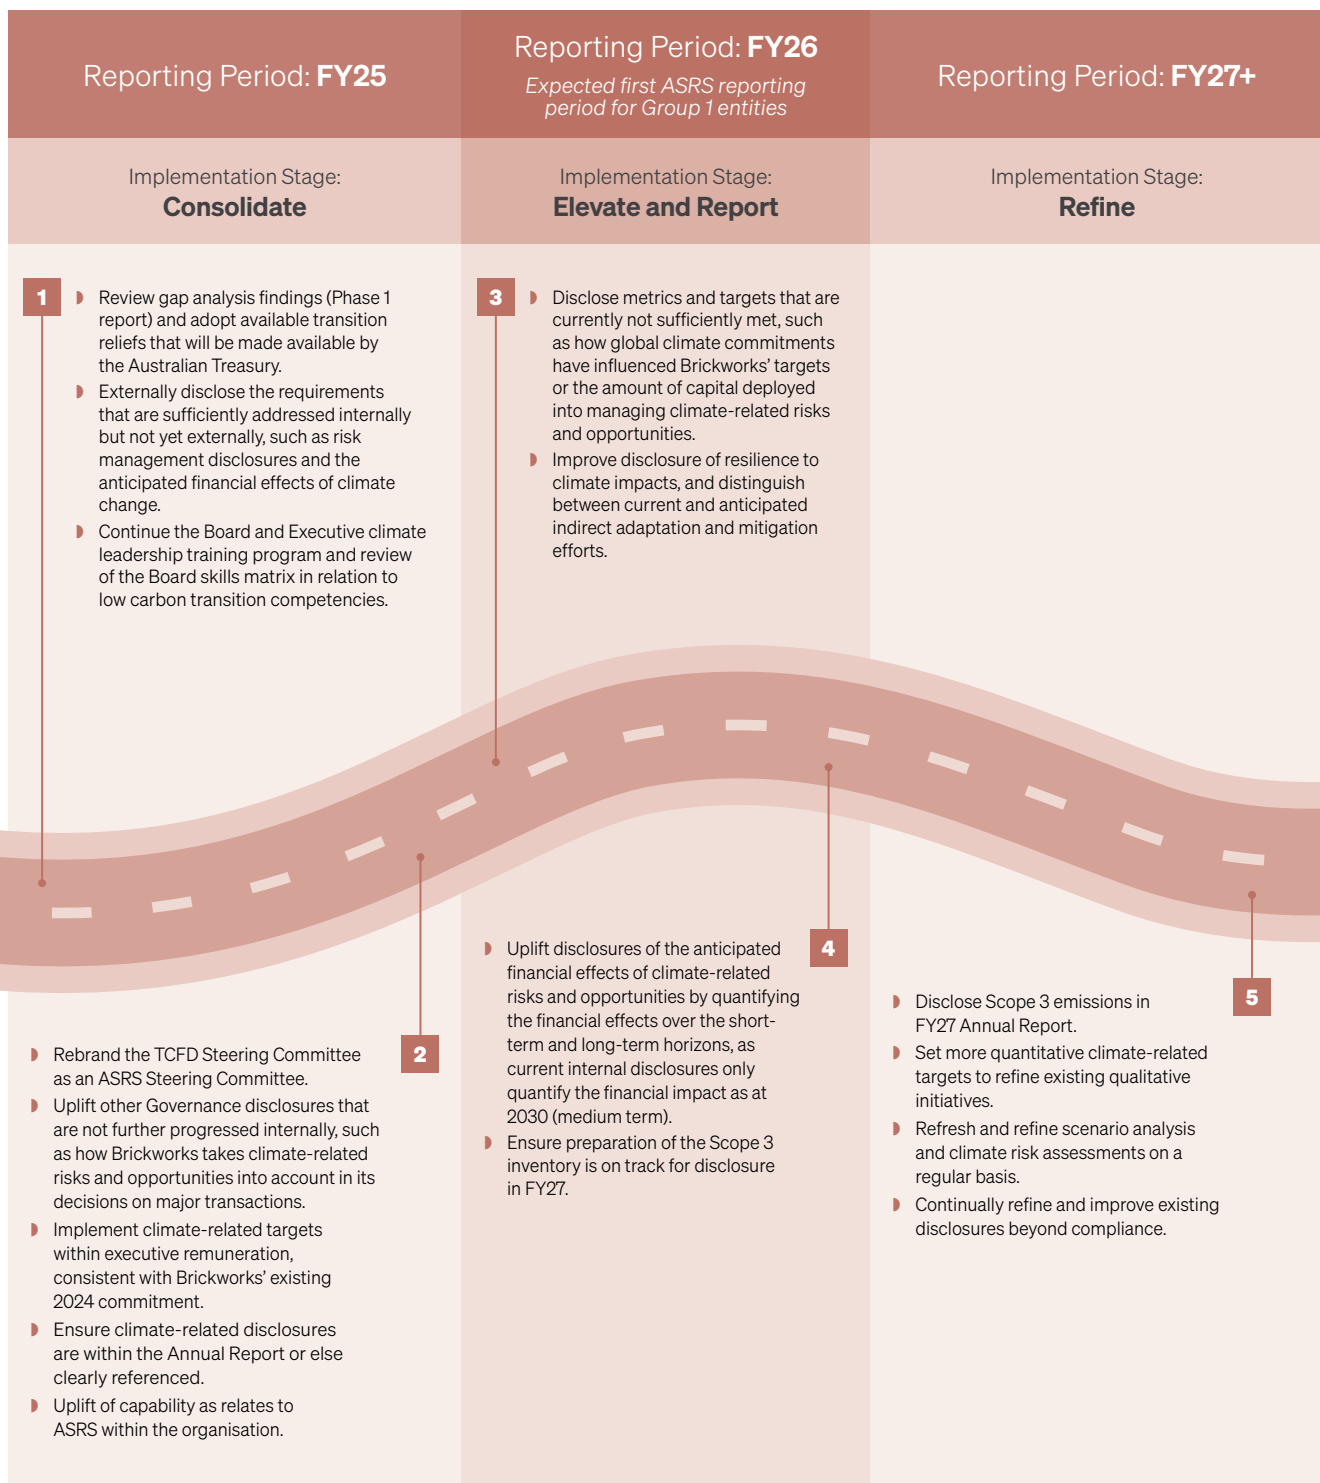 Reporting Period: FY25
Implementation Stage:
Consolidate
1
Review gap analysis findings (Phase 1
report) and adopt available transition
reliefs that will be made available by
the Australian Treasury.
Externally disclose the requirements
that are sufficiently addressed internally
but not yet externally, such as risk
management disclosures and the
anticipated financial effects of climate
change.
Continue the Board and Executive climate
leadership training program and review
of the Board skills matrix in relation to
low carbon transition competencies.
2
Rebrand the TCFD Steering Committee
as an ASRS Steering Committee.
Uplift other Governance disclosures that
are not further progressed internally, such
as how Brickworks takes climate-related
risks and opportunities into account in its
decisions on major transactions.
Implement climate-related targets
within executive remuneration,
consistent with Brickworks’ existing
2024 commitment.
Ensure climate-related disclosures
are within the Annual Report or else
clearly referenced.
Uplift of capability as relates to
ASRS within the organisation.
Reporting Period: FY26
Expected first ASRS reporting
period for Group 1 entities
Implementation Stage:
Elevate and Report
3
Disclose metrics and targets that are
currently not sufficiently met, such
as how global climate commitments
have influenced Brickworks’ targets
or the amount of capital deployed
into managing climate-related risks
and opportunities.
Improve disclosure of resilience to
climate impacts, and distinguish
between current and anticipated
indirect adaptation and mitigation
efforts.
4
Uplift disclosures of the anticipated
financial effects of climate-related
risks and opportunities by quantifying
the financial effects over the short-
term and long-term horizons, as
current internal disclosures only
quantify the financial impact as at
2030 (medium term).
Ensure preparation of the Scope 3
inventory is on track for disclosure
in FY27.
Reporting Period: FY27+
Implementation Stage:
Refine
5
Disclose Scope 3 emissions in
FY27 Annual Report.
Set more quantitative climate-related
targets to refine existing qualitative
initiatives.
Refresh and refine scenario analysis
and climate risk assessments on a
regular basis.
Continually refine and improve existing
disclosures beyond compliance.